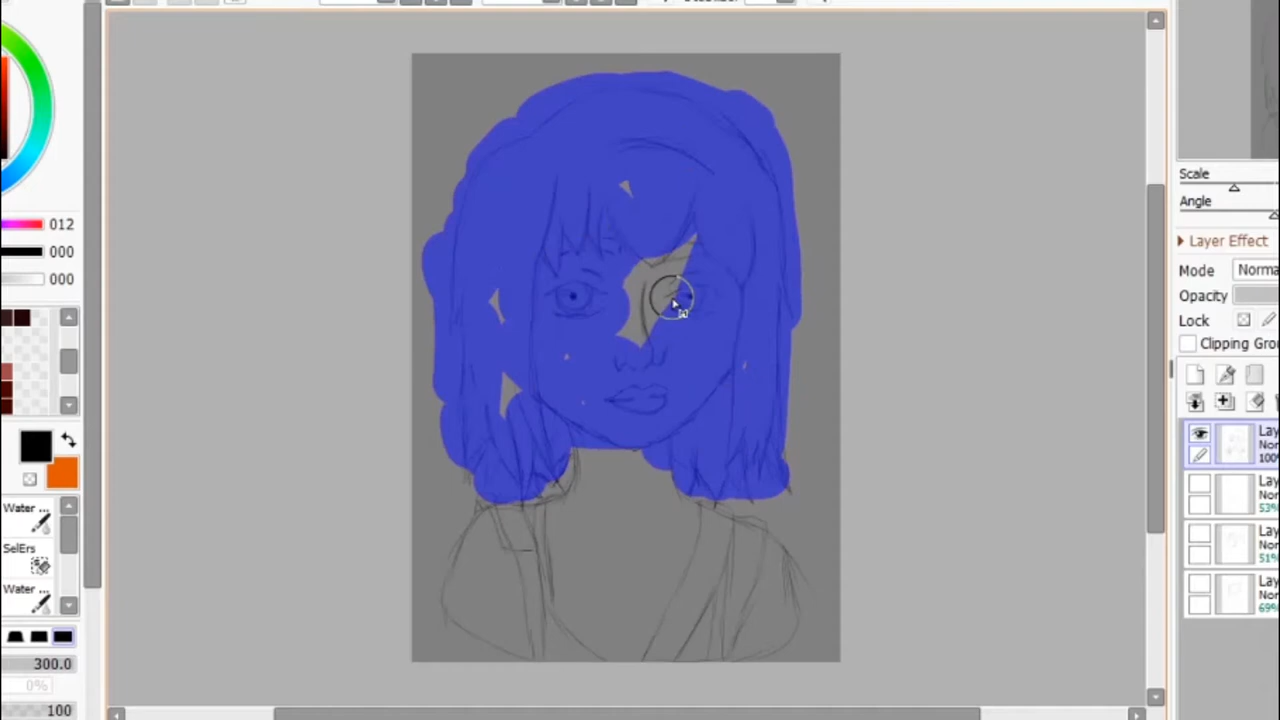 012
000
000
Water ...
SelErs
Water ...
300.0
0%
100
Scale
Angle
Layer Effect
Mode Norma
Opacity
Lock
Clipping Grou
Lay
Nor
100%
Lay
Nor
53%
Lay
Nor
51%
Lay
Nor
69%